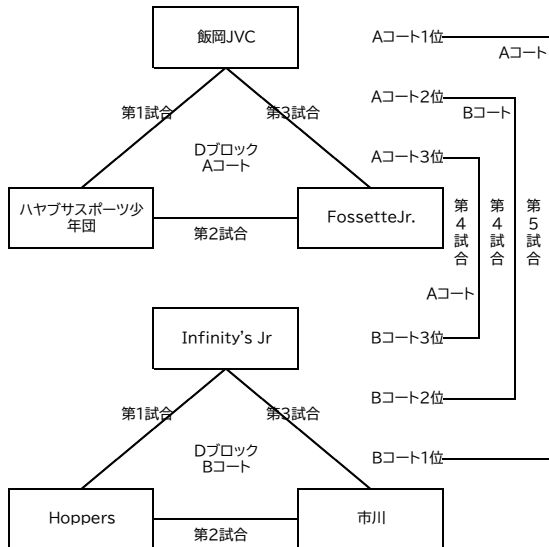 飯岡JVC
Aコート1位
Aコート
Aコート2位
第1試合
第3試合
Bコート
Dブロック
Aコート
Aコート3位
ハヤブサスポーツ少
年団
FossetteJr.
第2試合
第4試合
第4試合
第5試合
Aコート
Infinity's Jr
Bコート3位
Bコート2位
第1試合
第3試合
Dブロック
Bコート
Bコート1位
Hoppers
市川
第2試合